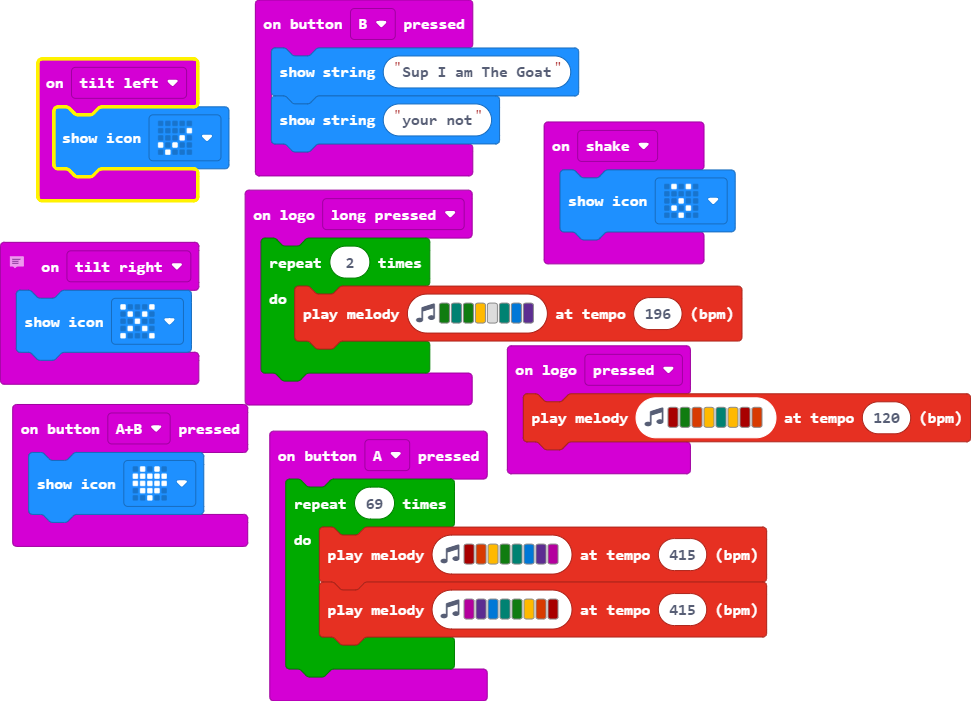 on button B pressed
show string "Sup I am The Goat"
show string "your not"
on tilt left
show icon
on shake
show icon
on logo long pressed
repeat 2 times
do
play melody at tempo 196 (bpm)
on tilt right
show icon
on logo pressed
play melody at tempo 120 (bpm)
on button A+B pressed
show icon
on button A pressed
repeat 69 times
do
play melody at tempo 415 (bpm)
play melody at tempo 415 (bpm)